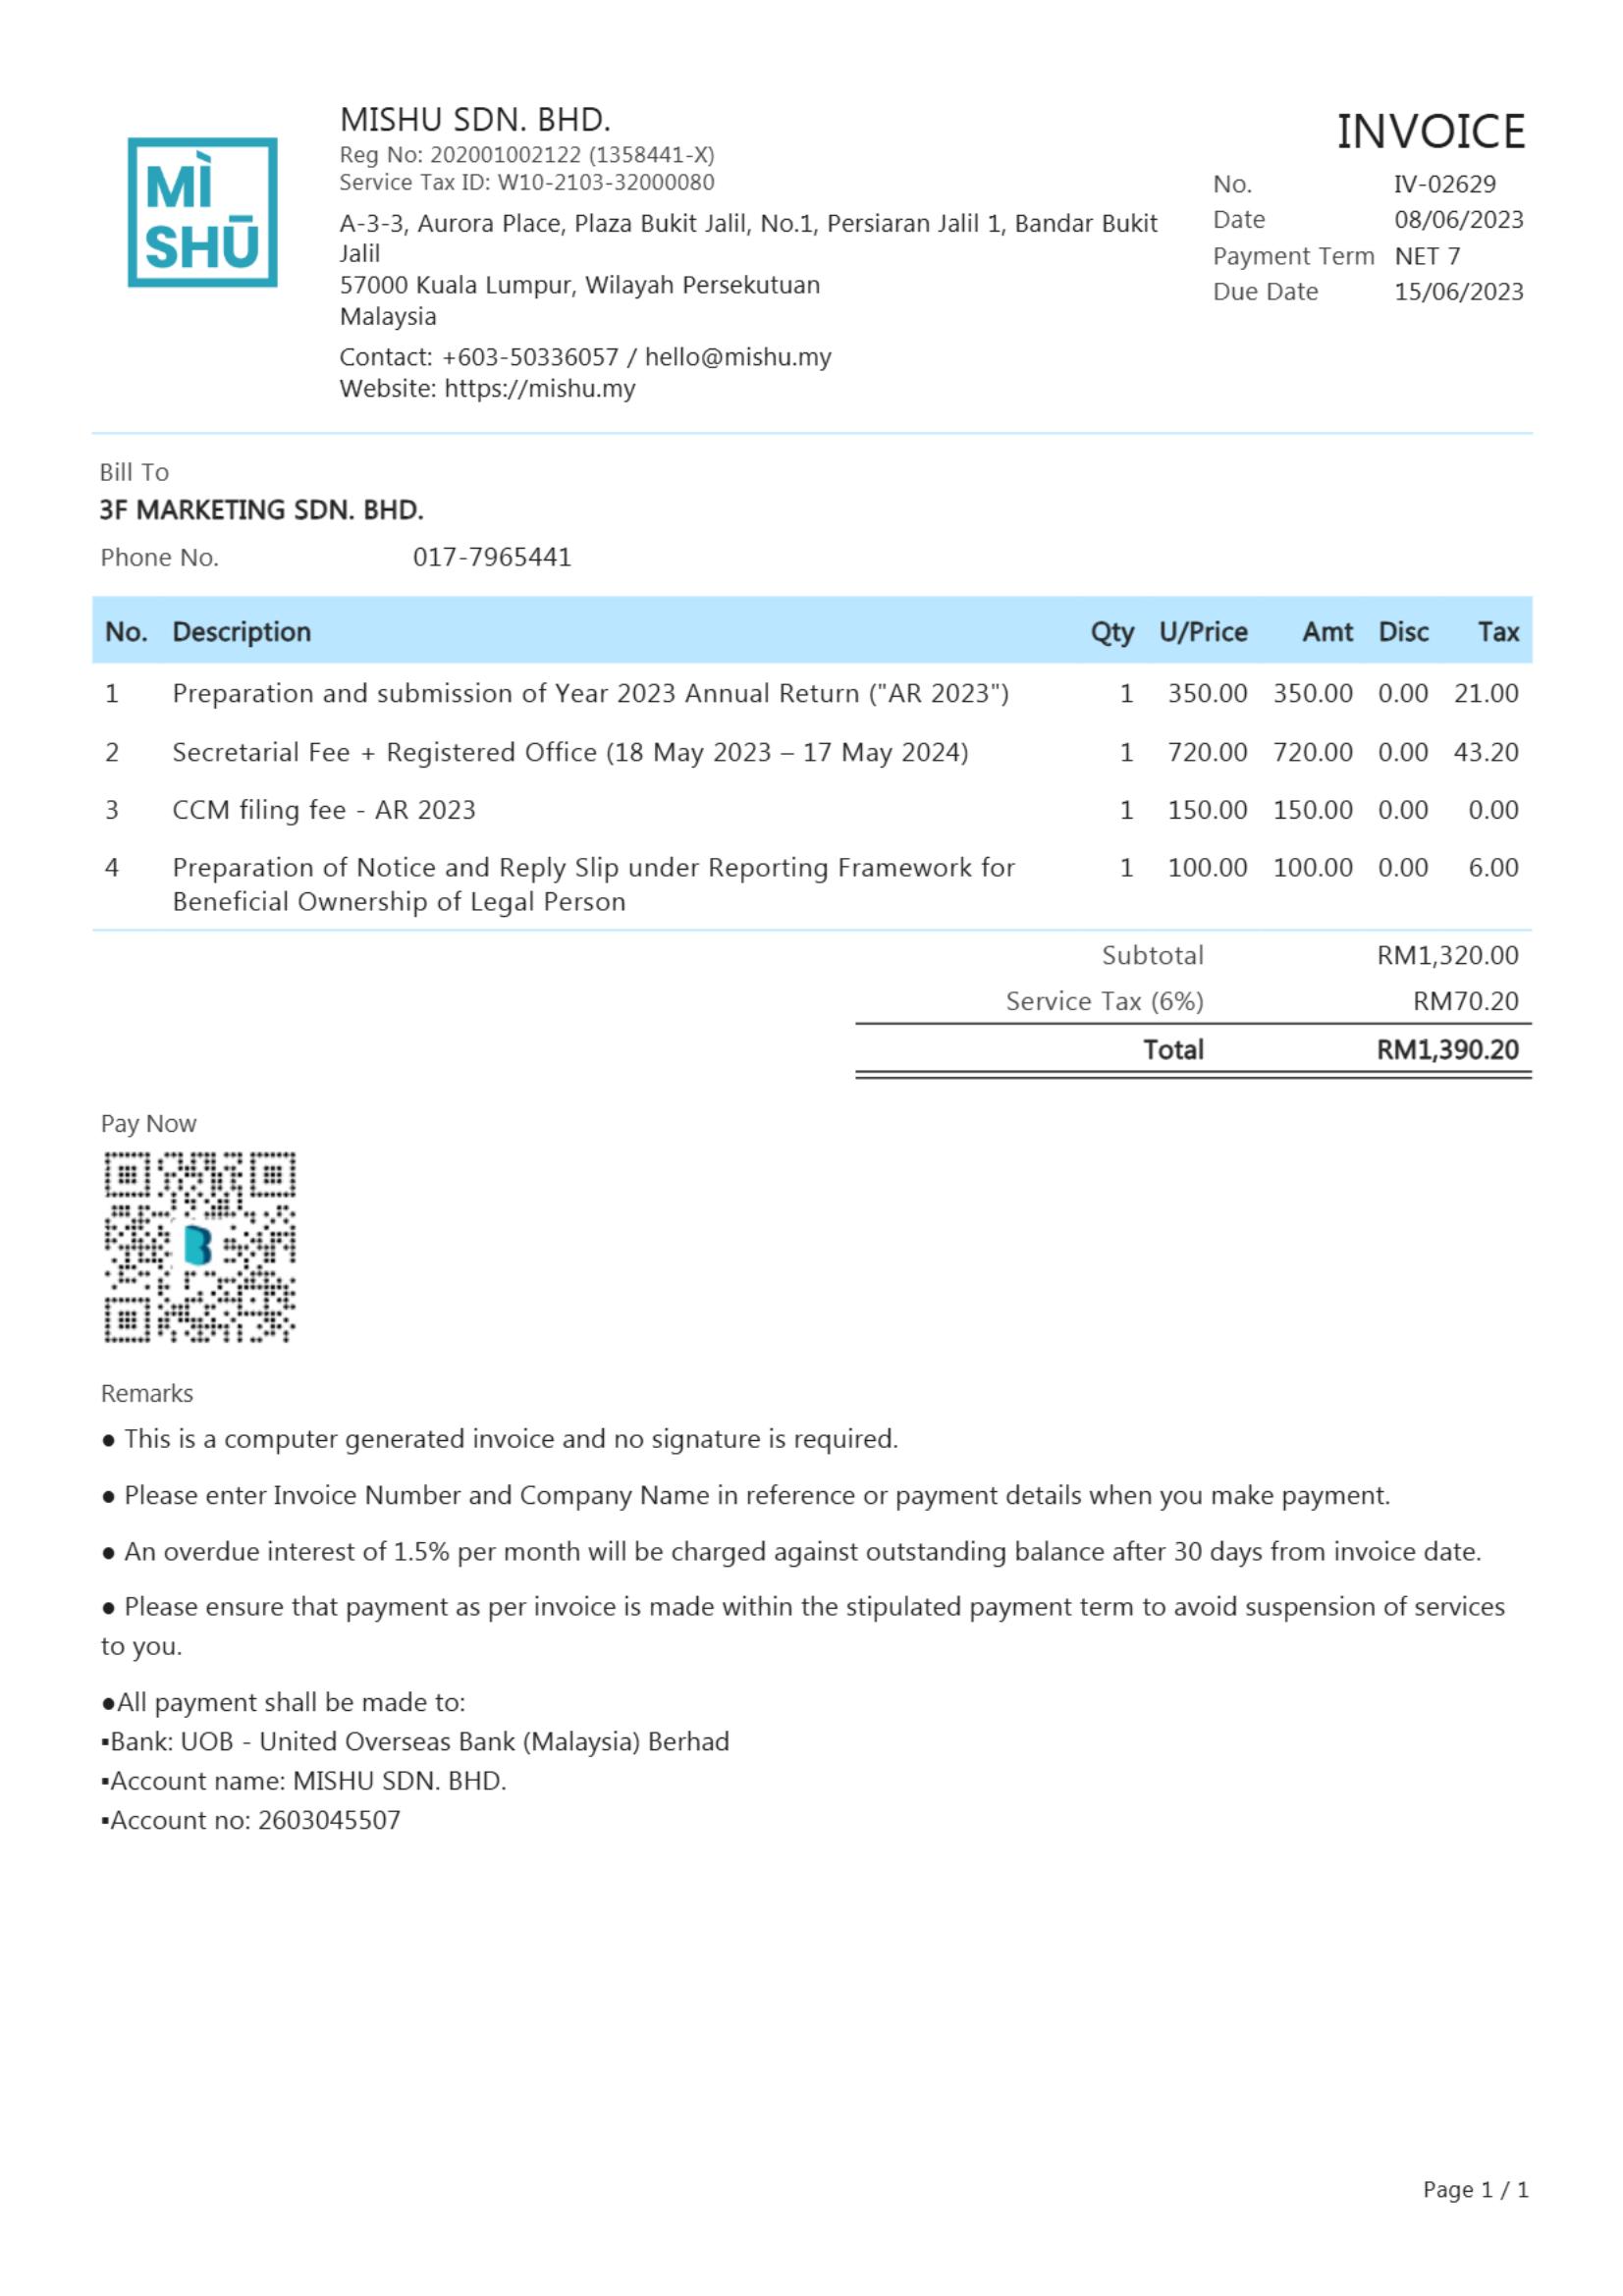 MÌ
SHŪ
MISHU SDN. BHD.
Reg No: 202001002122 (1358441-X)
Service Tax ID: W10-2103-32000080
A-3-3, Aurora Place, Plaza Bukit Jalil, No.1, Persiaran Jalil 1, Bandar Bukit
Jalil
57000 Kuala Lumpur, Wilayah Persekutuan
Malaysia
Contact: +603-50336057 / hello@mishu.my
Website: https://mishu.my
INVOICE
No. IV-02629
Date 08/06/2023
Payment Term NET 7
Due Date 15/06/2023
Bill To
3F MARKETING SDN. BHD.
Phone No. 017-7965441
No. Description Qty U/Price Amt Disc Tax
1 Preparation and submission of Year 2023 Annual Return ("AR 2023") 1 350.00 350.00 0.00 21.00
2 Secretarial Fee + Registered Office (18 May 2023 – 17 May 2024) 1 720.00 720.00 0.00 43.20
3 CCM filing fee - AR 2023 1 150.00 150.00 0.00 0.00
4 Preparation of Notice and Reply Slip under Reporting Framework for 1 100.00 100.00 0.00 6.00
Beneficial Ownership of Legal Person
Subtotal RM1,320.00
Service Tax (6%) RM70.20
Total RM1,390.20
Pay Now
B
Remarks
● This is a computer generated invoice and no signature is required.
● Please enter Invoice Number and Company Name in reference or payment details when you make payment.
● An overdue interest of 1.5% per month will be charged against outstanding balance after 30 days from invoice date.
● Please ensure that payment as per invoice is made within the stipulated payment term to avoid suspension of services
to you.
●All payment shall be made to:
▪Bank: UOB - United Overseas Bank (Malaysia) Berhad
▪Account name: MISHU SDN. BHD.
▪Account no: 2603045507
Page 1 / 1